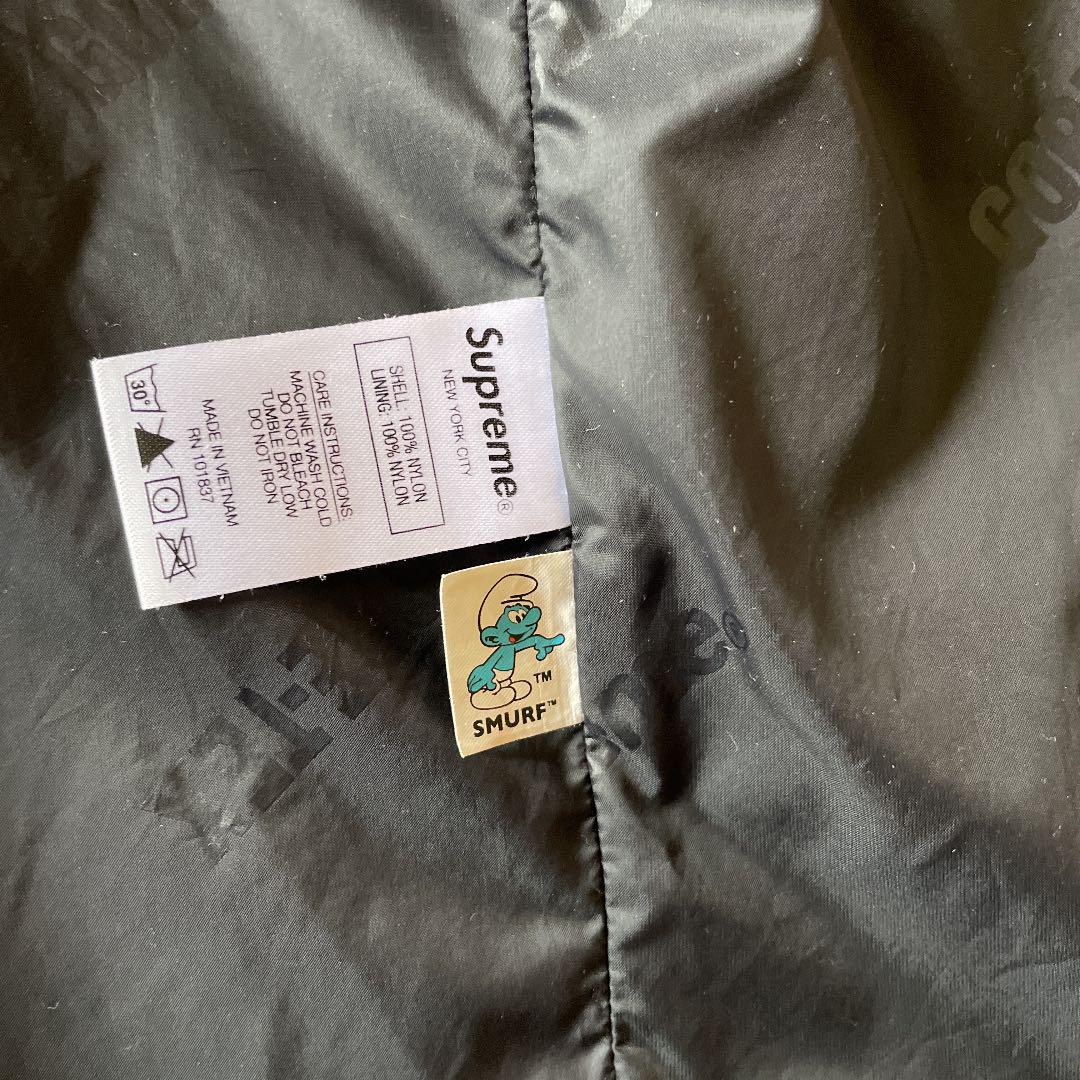 Supreme®
NEW YORK CITY
SHELL: 100% NYLON
LINING: 100% NYLON
CARE INSTRUCTIONS:
MACHINE WASH COLD
DO NOT BLEACH
TUMBLE DRY LOW
DO NOT IRON
MADE IN VIETNAM
RN 101837
30°
TM
SMURF™